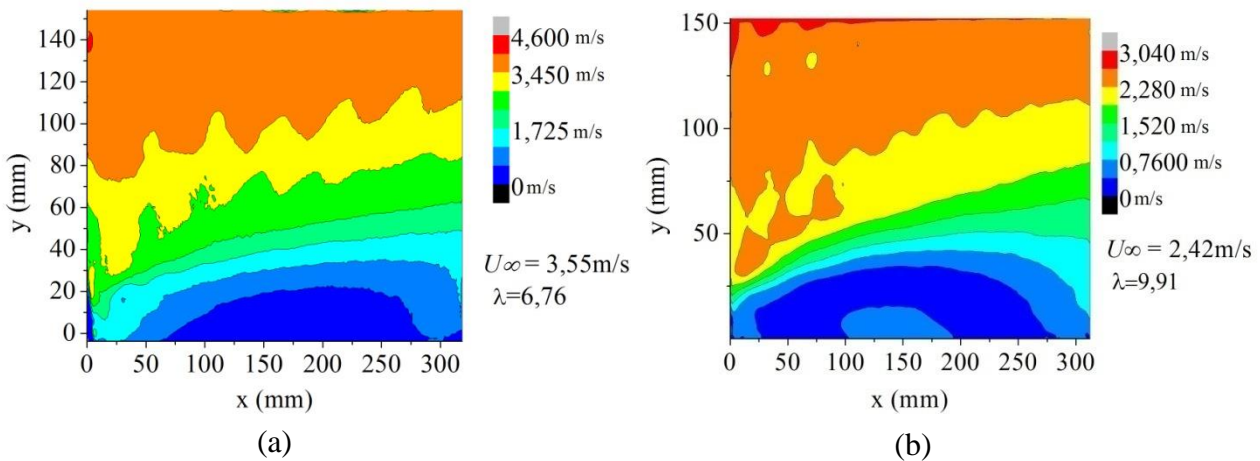 140
120
100
80
60
40
20
0
y (mm)
0 50 100 150 200 250 300
x (mm)
4,600 m/s
3,450 m/s
1,725 m/s
0 m/s
U∞ = 3,55m/s
λ=6,76
(a)
150
100
50
y (mm)
0 50 100 150 200 250 300
x (mm)
3,040 m/s
2,280 m/s
1,520 m/s
0,7600 m/s
0 m/s
U∞ = 2,42m/s
λ=9,91
(b)